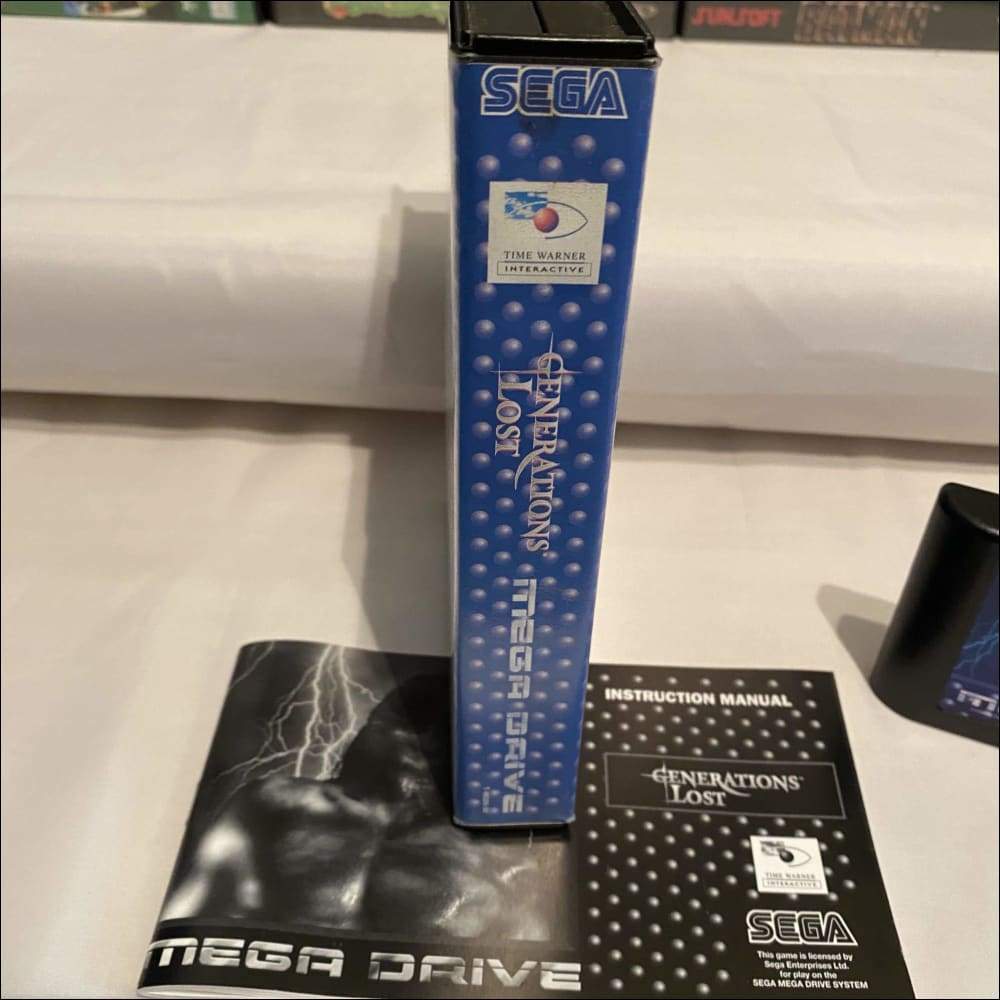 SUNSOFT
SEGA
TIME WARNER
INTERACTIVE
GENERATIONS
LOST
MEGA DRIVE
INSTRUCTION MANUAL
GENERATIONS™
LOST
TIME WARNER
INTERACTIVE
SEGA
This game is licensed by
Sega Enterprises Ltd.
for play on the
SEGA MEGA DRIVE SYSTEM
MEGA DRIVE